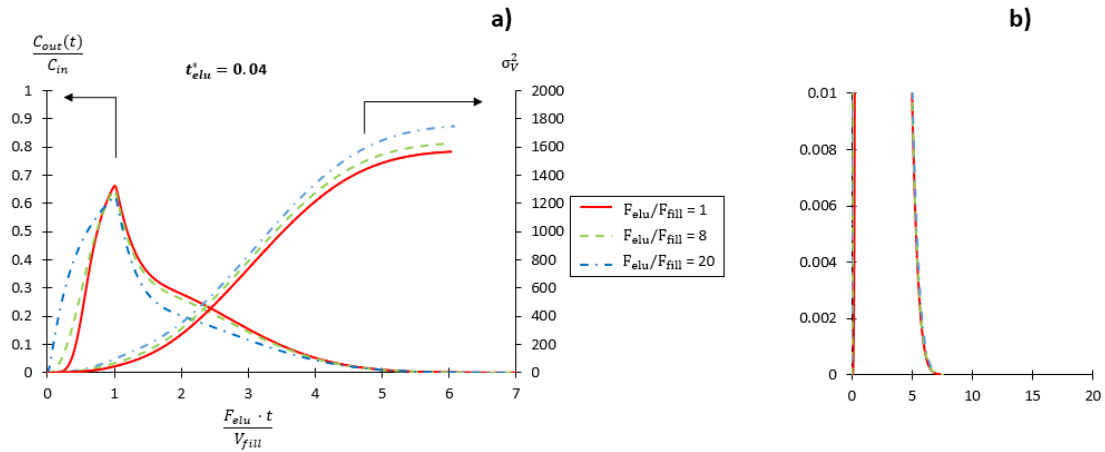 a)
b)
C_out(t)
C_in
t*_elu = 0.04
σ²_V
1
0.9
0.8
0.7
0.6
0.5
0.4
0.3
0.2
0.1
0
2000
1800
1600
1400
1200
1000
800
600
400
200
0
0 1 2 3 4 5 6 7
F_elu · t
V_fill
F_elu/F_fill = 1
F_elu/F_fill = 8
F_elu/F_fill = 20
0.01
0.008
0.006
0.004
0.002
0
0 5 10 15 20